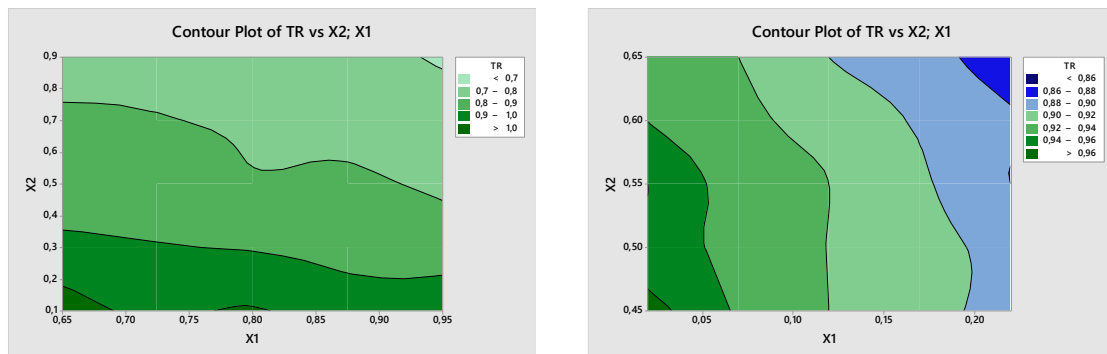 Contour Plot of TR vs X2; X1
0,9
0,8
0,7
0,6
0,5
0,4
0,3
0,2
0,1
X2
0,65 0,70 0,75 0,80 0,85 0,90 0,95
X1
TR
< 0,7
0,7 – 0,8
0,8 – 0,9
0,9 – 1,0
> 1,0
Contour Plot of TR vs X2; X1
0,65
0,60
0,55
0,50
0,45
X2
0,05 0,10 0,15 0,20
X1
TR
< 0,86
0,86 – 0,88
0,88 – 0,90
0,90 – 0,92
0,92 – 0,94
0,94 – 0,96
> 0,96